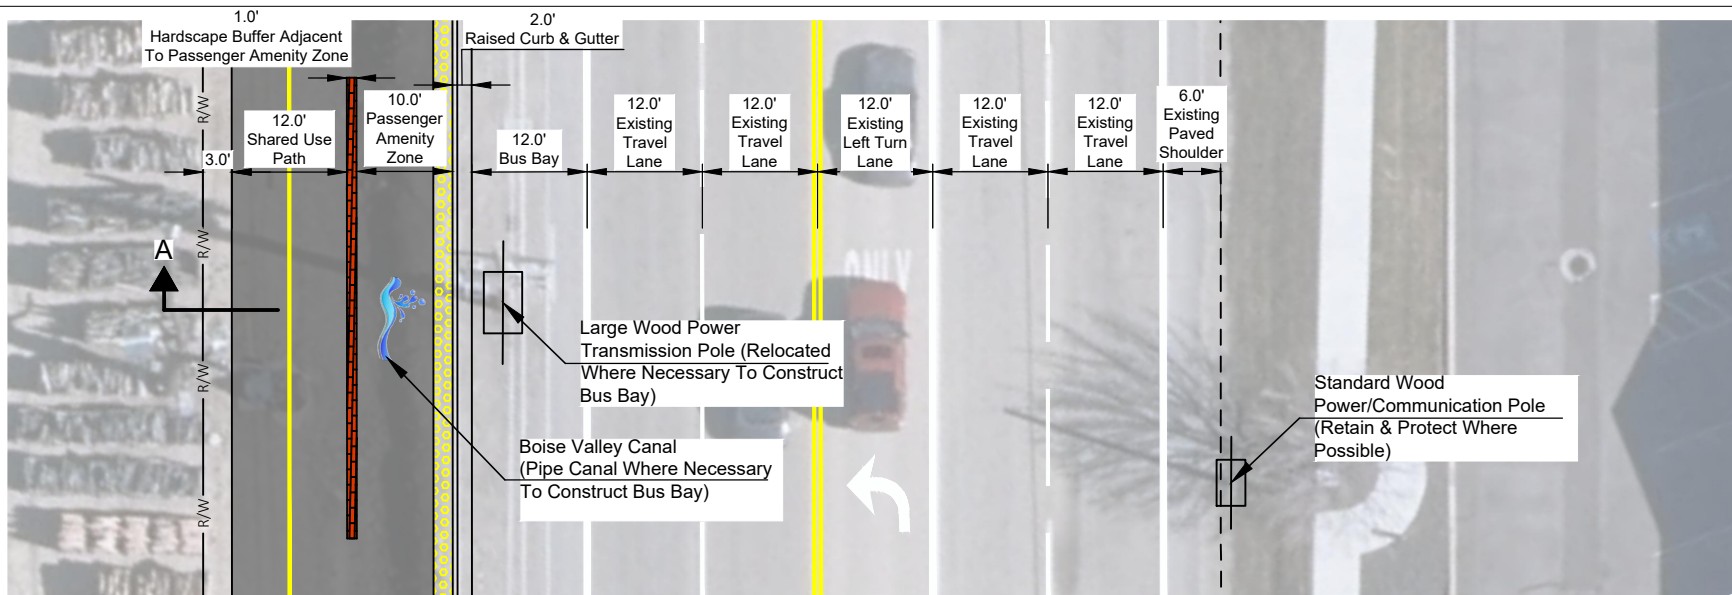 1.0'
Hardscape Buffer Adjacent
To Passenger Amenity Zone
2.0'
Raised Curb & Gutter
R/W
3.0'
12.0'
Shared Use
Path
10.0'
Passenger
Amenity
Zone
12.0'
Bus Bay
12.0'
Existing
Travel
Lane
12.0'
Existing
Travel
Lane
12.0'
Existing
Left Turn
Lane
12.0'
Existing
Travel
Lane
12.0'
Existing
Travel
Lane
6.0'
Existing
Paved
Shoulder
A
R/W
ONLY
Large Wood Power
Transmission Pole (Relocated
Where Necessary To Construct
Bus Bay)
R/W
Standard Wood
Power/Communication Pole
(Retain & Protect Where
Possible)
Boise Valley Canal
(Pipe Canal Where Necessary
To Construct Bus Bay)
R/W